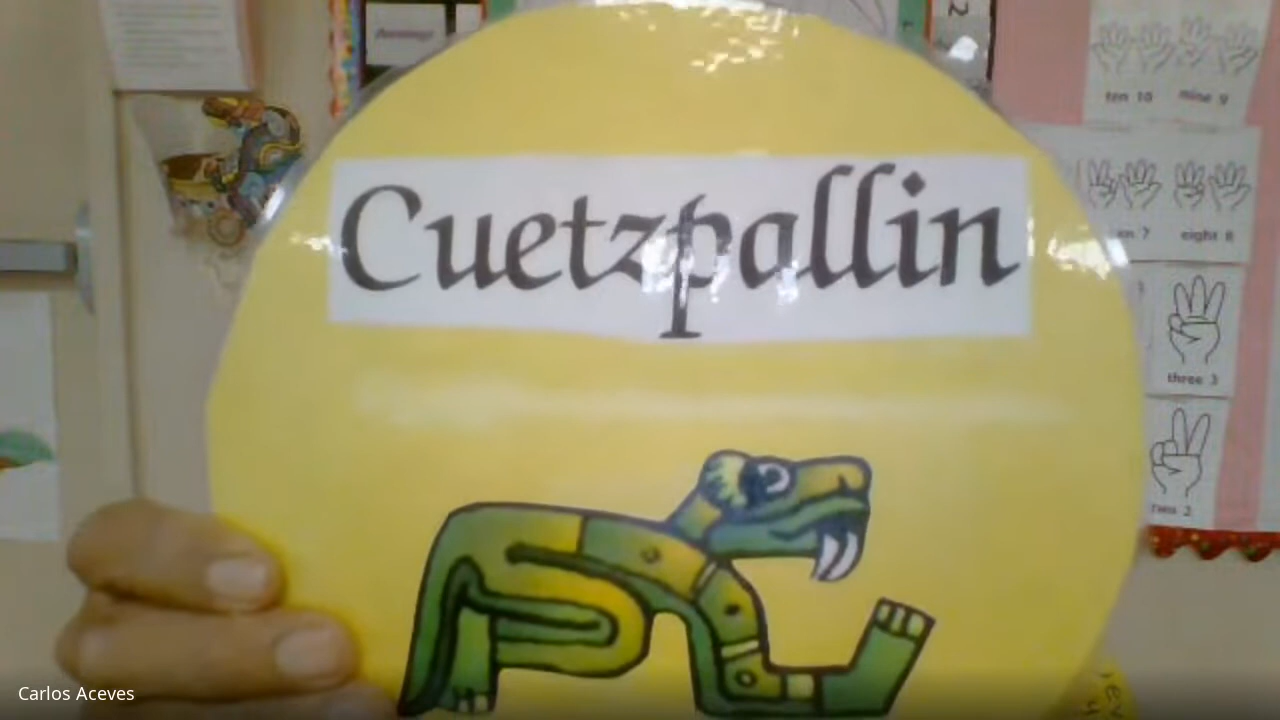 Cuetzpallin
ten 10
nine 9
eight 8
three 3
two 2
Carlos Aceves